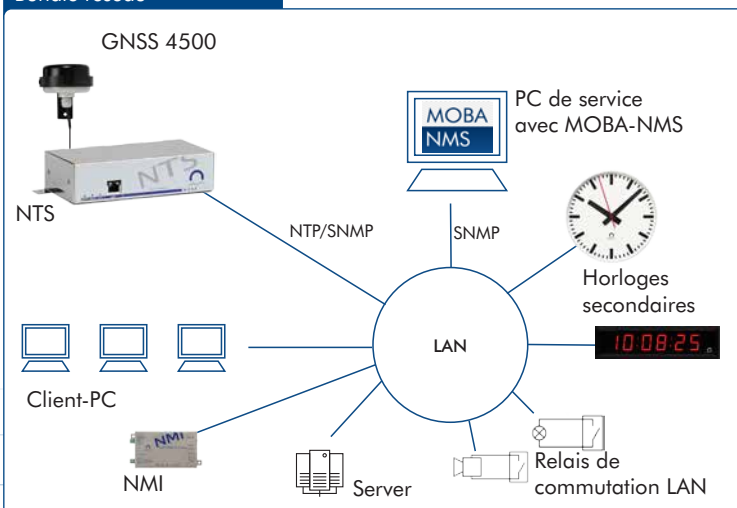 GNSS 4500
MOBA
NMS
PC de service
avec MOBA-NMS
NTS
NTS
NTP/SNMP
SNMP
Horloges
secondaires
LAN
10:08:25
Client-PC
NMI
NMI
Server
Relais de
commutation LAN